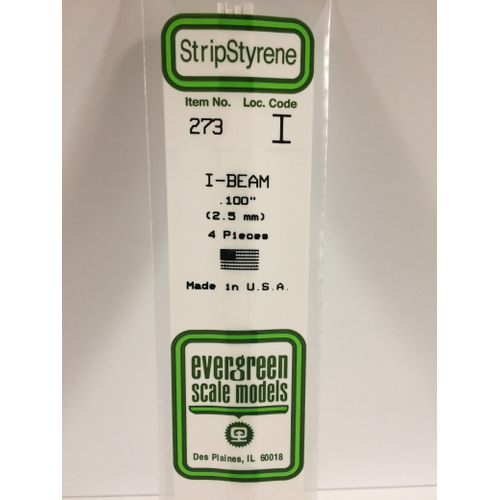 StripStyrene
Item No. Loc. Code
273 I
I-BEAM
.100"
(2.5 mm)
4 Pieces
Made in U.S.A.
evergreen
scale models
Des Plaines, IL 60018